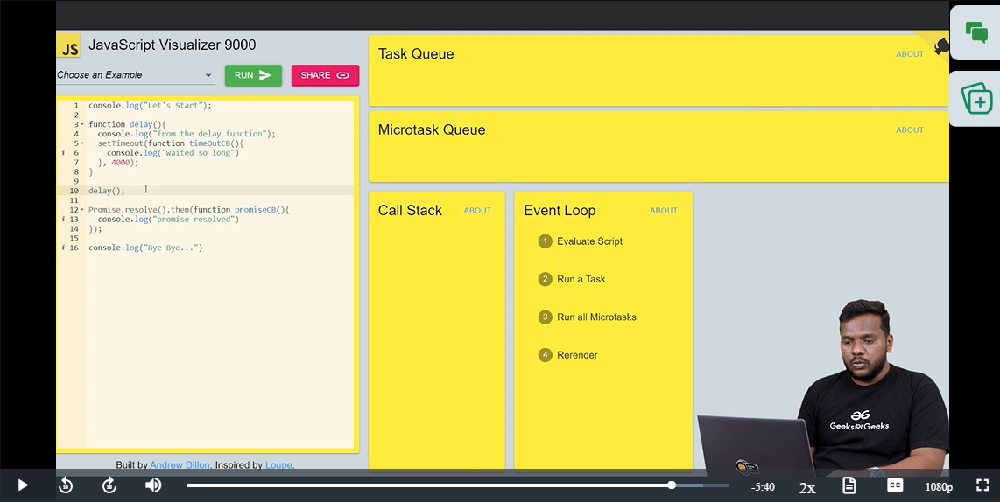 JS
JavaScript Visualizer 9000
Choose an Example
RUN
SHARE
1 console.log("Let's Start");
2
3 function delay(){
4 console.log("from the delay function");
5 setTimeout(function timeOutCB(){
i 6 console.log("waited so long")
7 }, 4000);
8 }
9
10 delay();
11
12 Promise.resolve().then(function promiseCB(){
i 13 console.log("promise resolved")
14 });
15
i 16 console.log("Bye Bye...")
Built by Andrew Dillon. Inspired by Loupe.
Task Queue
ABOUT
Microtask Queue
ABOUT
Call Stack
ABOUT
Event Loop
ABOUT
1 Evaluate Script
2 Run a Task
3 Run all Microtasks
4 Rerender
GeeksforGeeks
10
10
-5:40
2x
CC
1080p